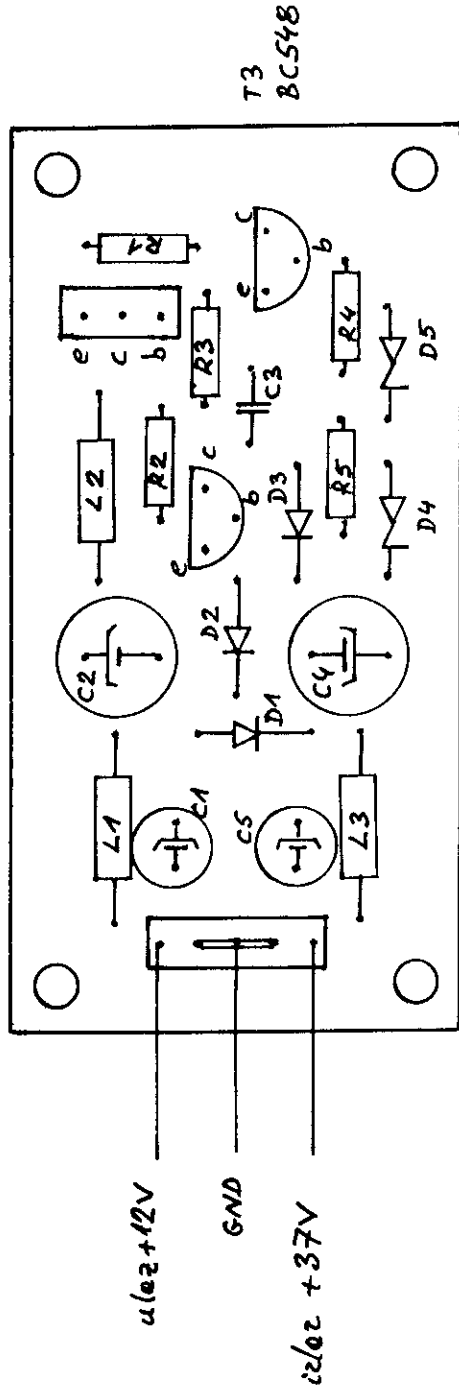 L1
L2
C2
e
c
b
R1
ulaz+12V
R2
C1
e
c
R3
D2
b
GND
C5
D1
D3
C3
e
c
T3
BC548
izlaz +37V
L3
C4
R5
R4
b
D4
D5